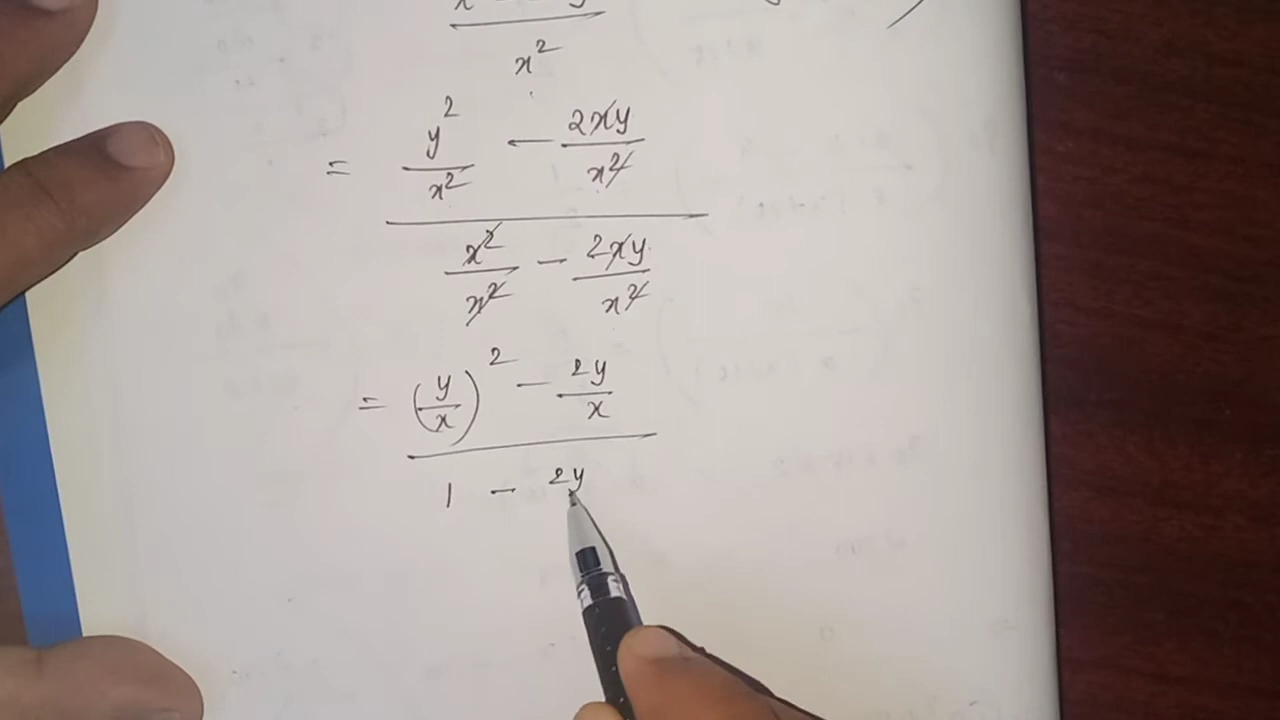 x²
= y²/x² - 2xy/x²
x²/x² - 2xy/x²
= (y/x)² - 2y/x
1 - 2y